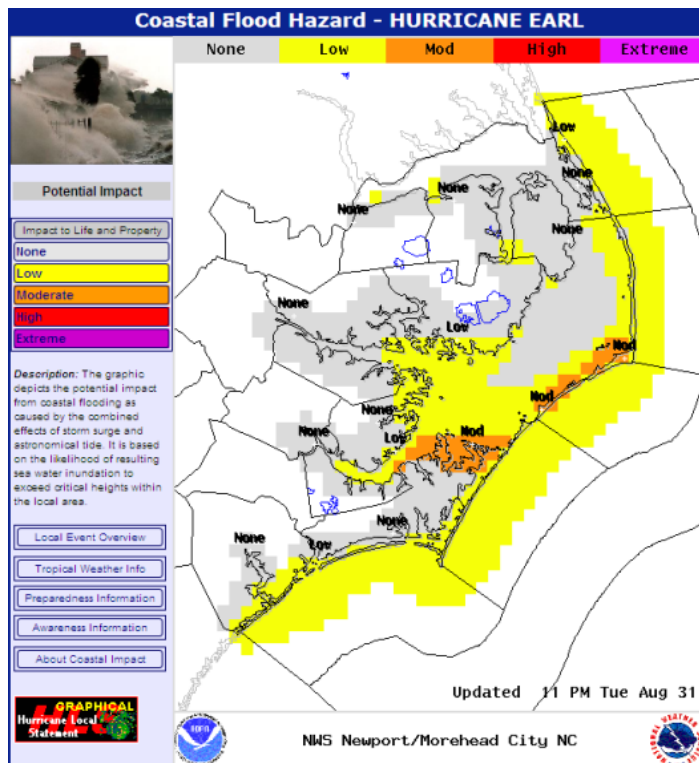 Coastal Flood Hazard - HURRICANE EARL
None Low Mod High Extreme
Potential Impact
Impact to Life and Property
None
Low
Moderate
High
Extreme
Description: The graphic
depicts the potential impact
from coastal flooding as
caused by the combined
effects of storm surge and
astronomical tide. It is based
on the likelihood of resulting
sea water inundation to
exceed critical heights within
the local area.
Local Event Overview
Tropical Weather Info
Preparedness Information
Awareness Information
About Coastal Impact
GRAPHICAL
Hurricane Local
Statement
Low
None
None
None
None
None
Low
Mod
Mod
None
Mod
None
Low
None
None
Low
Updated 11 PM Tue Aug 31
NWS Newport/Morehead City NC